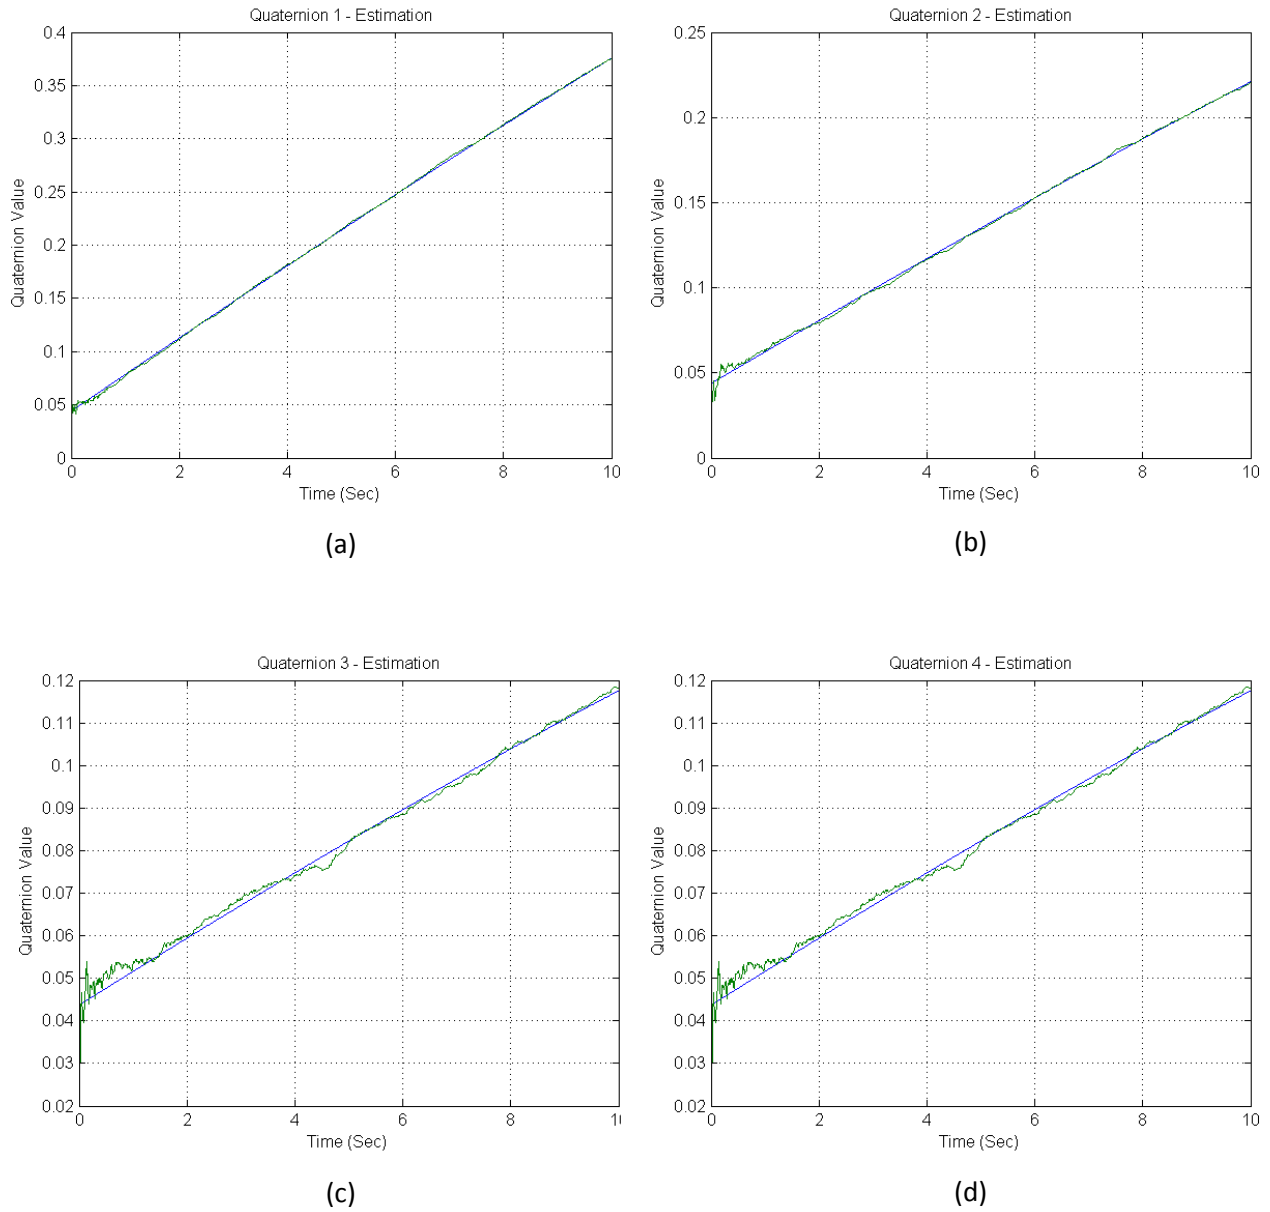 Quaternion 1 - Estimation
0.4
0.35
0.3
0.25
0.2
0.15
0.1
0.05
0
Quaternion Value
0 2 4 6 8 10
Time (Sec)
(a)
Quaternion 2 - Estimation
0.25
0.2
0.15
0.1
0.05
0
Quaternion Value
0 2 4 6 8 10
Time (Sec)
(b)
Quaternion 3 - Estimation
0.12
0.11
0.1
0.09
0.08
0.07
0.06
0.05
0.04
0.03
0.02
Quaternion Value
0 2 4 6 8 10
Time (Sec)
(c)
Quaternion 4 - Estimation
0.12
0.11
0.1
0.09
0.08
0.07
0.06
0.05
0.04
0.03
0.02
Quaternion Value
0 2 4 6 8 10
Time (Sec)
(d)